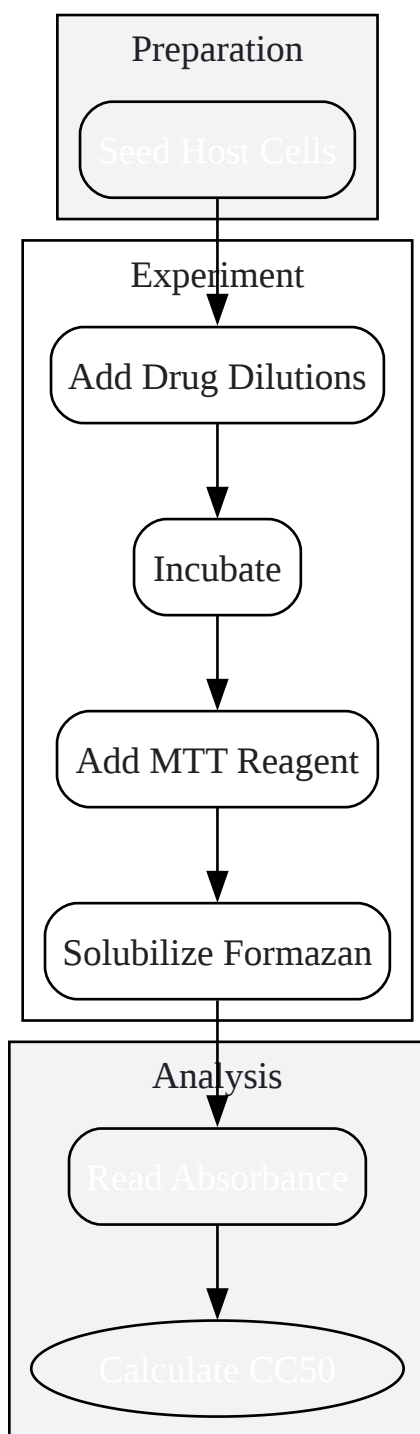 Preparation
Seed Host Cells
Experiment
Add Drug Dilutions
Incubate
Add MTT Reagent
Solubilize Formazan
Analysis
Read Absorbance
Calculate CC50